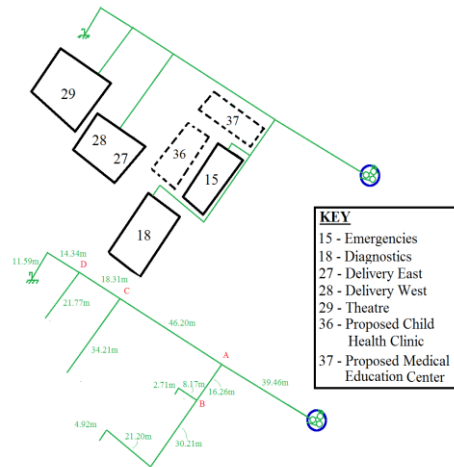 29
28
27
37
36
15
18
KEY
15 - Emergencies
18 - Diagnostics
27 - Delivery East
28 - Delivery West
29 - Theatre
36 - Proposed Child
Health Clinic
37 - Proposed Medical
Education Center
11.59m
14.34m
D
18.31m
C
21.77m
34.21m
46.20m
A
39.46m
2.71m
8.17m
16.26m
B
4.92m
21.20m
30.21m